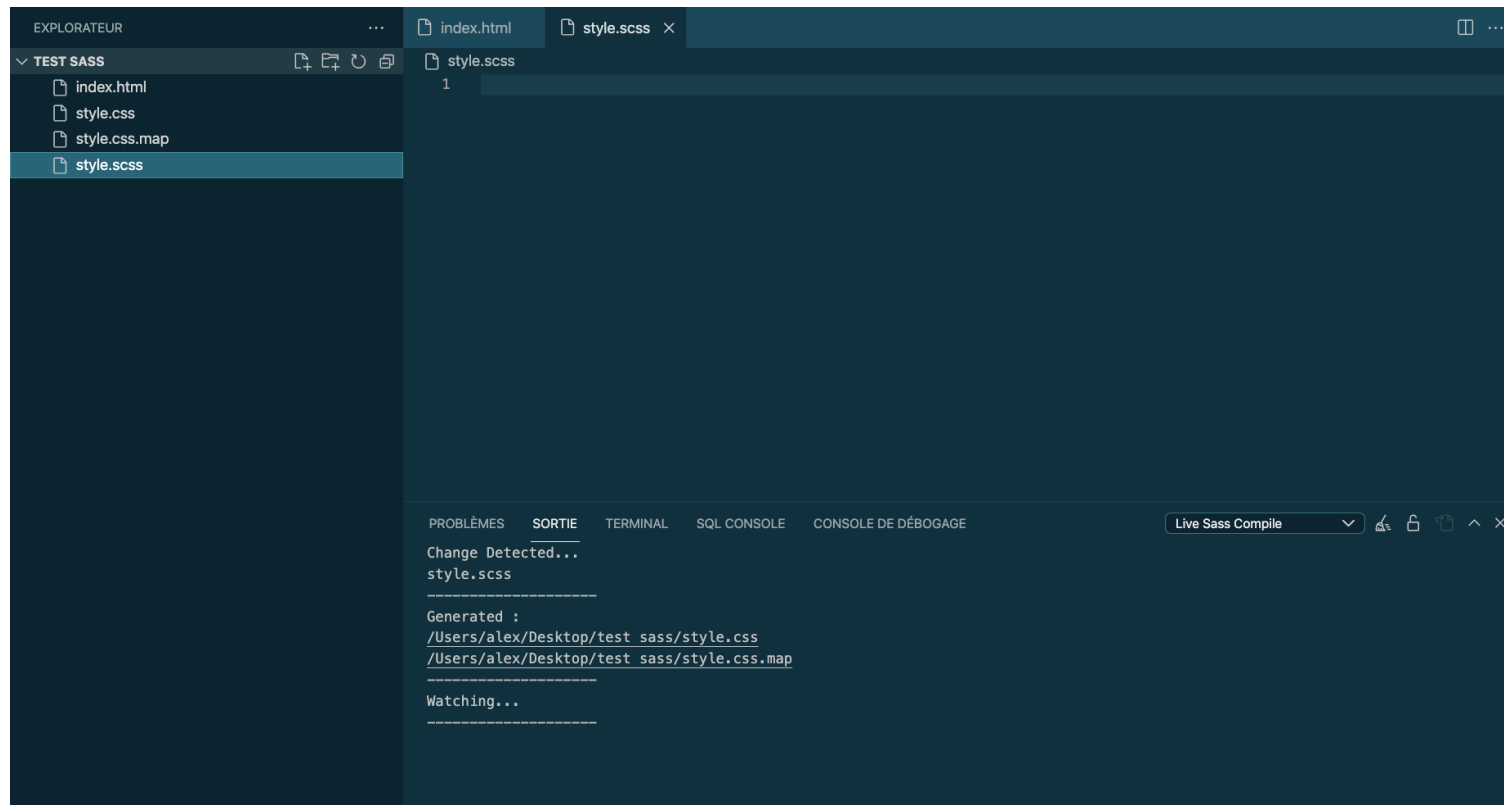 EXPLORATEUR
TEST SASS
index.html
style.css
style.css.map
style.scss
index.html
style.scss
style.scss
1
PROBLÈMES SORTIE TERMINAL SQL CONSOLE CONSOLE DE DÉBOGAGE
Live Sass Compile
Change Detected...
style.scss
--------------------
Generated :
/Users/alex/Desktop/test sass/style.css
/Users/alex/Desktop/test sass/style.css.map
--------------------
Watching...
--------------------